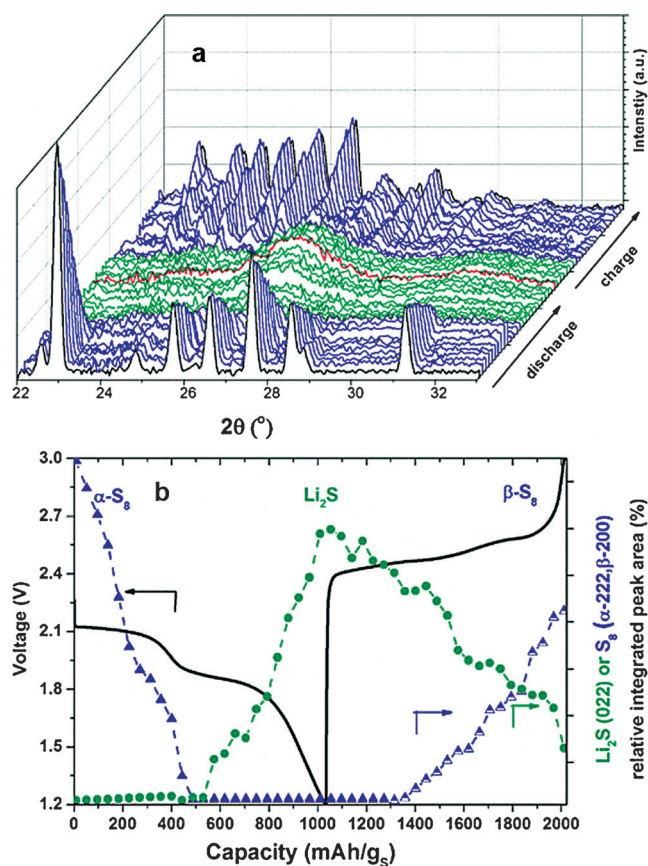 a
Intenstiy (a.u.)
charge
discharge
22 24 26 28 30 32
2θ (°)
b
α-S8
Li2S
β-S8
3.0
2.7
2.4
2.1
1.8
1.5
1.2
Voltage (V)
Li2S (022) or S8 (α-222,β-200)
relative integrated peak area (%)
0 200 400 600 800 1000 1200 1400 1600 1800 2000
Capacity (mAh/gS)